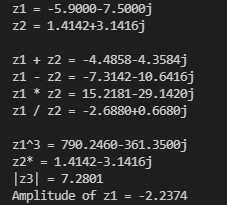 z1 = -5.9000-7.5000j
z2 = 1.4142+3.1416j
z1 + z2 = -4.4858-4.3584j
z1 - z2 = -7.3142-10.6416j
z1 * z2 = 15.2181-29.1420j
z1 / z2 = -2.6880+0.6680j
z1^3 = 790.2460-361.3500j
z2* = 1.4142-3.1416j
|z3| = 7.2801
Amplitude of z1 = -2.2374